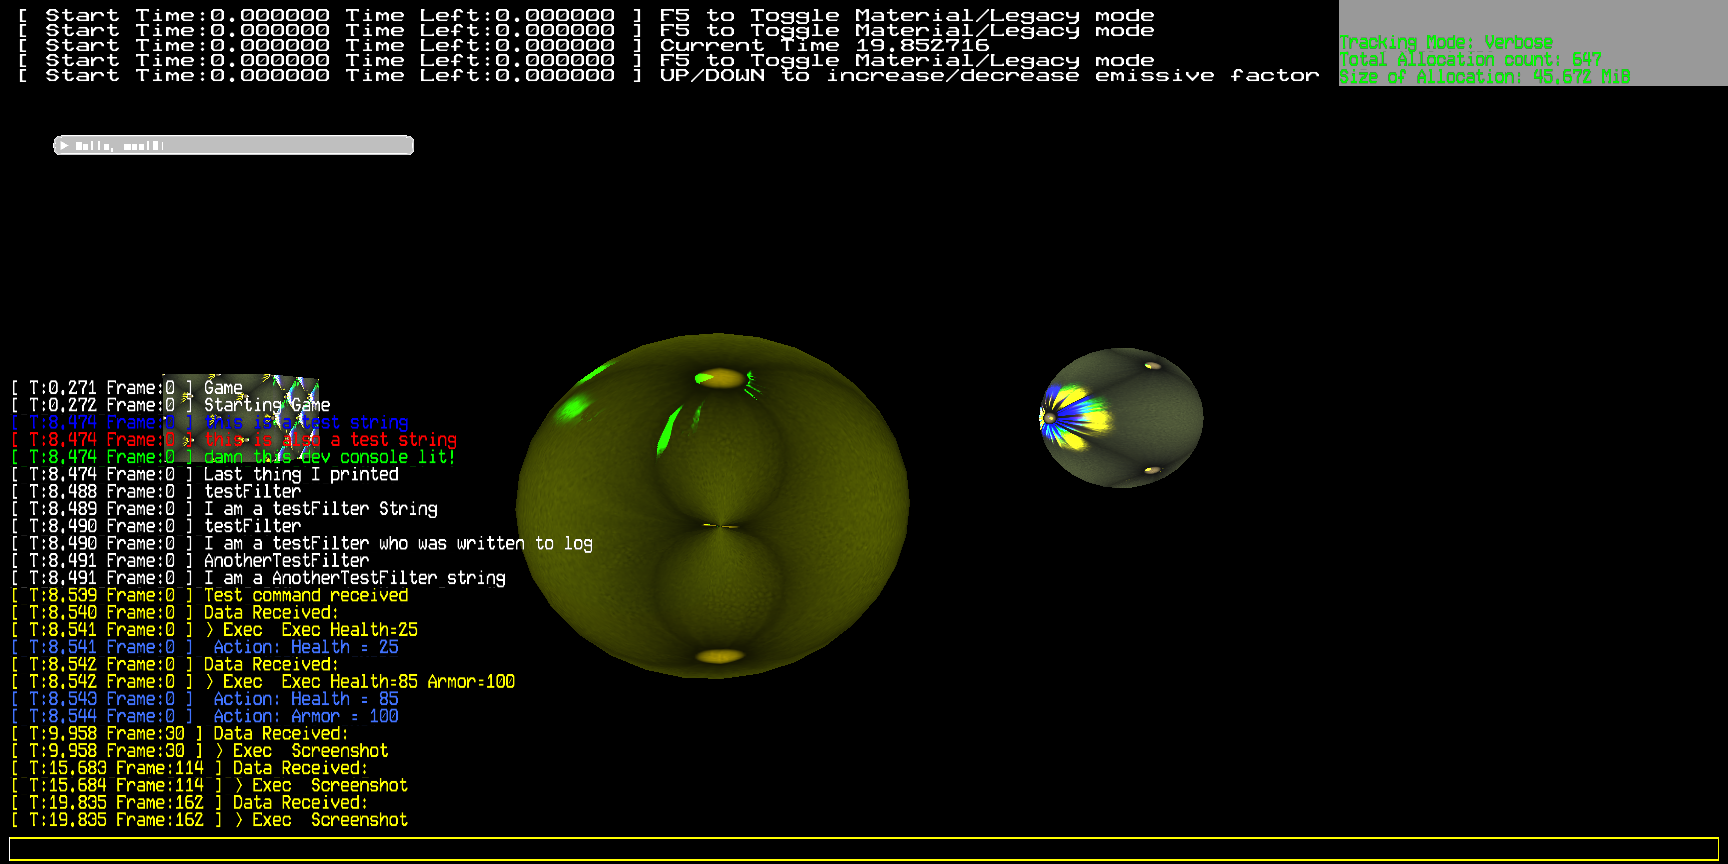 [ Start Time:0.000000 Time Left:0.000000 ] F5 to Toggle Material/Legacy mode
[ Start Time:0.000000 Time Left:0.000000 ] F5 to Toggle Material/Legacy mode
[ Start Time:0.000000 Time Left:0.000000 ] Current Time 19.852716
[ Start Time:0.000000 Time Left:0.000000 ] F5 to Toggle Material/Legacy mode
[ Start Time:0.000000 Time Left:0.000000 ] UP/DOWN to increase/decrease emissive factor
Tracking Mode: Verbose
Total Allocation count: 647
Size of Allocation: 45.672 MiB
[ T:0.271 Frame:0 ] Game
[ T:0.272 Frame:0 ] Starting Game
[ T:8.474 Frame:0 ] this is a test string
[ T:8.474 Frame:0 ] this is also a test string
[ T:8.474 Frame:0 ] damn this dev console lit!
[ T:8.474 Frame:0 ] Last thing I printed
[ T:8.488 Frame:0 ] testFilter
[ T:8.489 Frame:0 ] I am a testFilter String
[ T:8.490 Frame:0 ] testFilter
[ T:8.490 Frame:0 ] I am a testFilter who was written to log
[ T:8.491 Frame:0 ] AnotherTestFilter
[ T:8.491 Frame:0 ] I am a AnotherTestFilter string
[ T:8.539 Frame:0 ] Test command received
[ T:8.540 Frame:0 ] Data Received:
[ T:8.541 Frame:0 ] > Exec  Exec Health=25
[ T:8.541 Frame:0 ]  Action: Health = 25
[ T:8.542 Frame:0 ] Data Received:
[ T:8.542 Frame:0 ] > Exec  Exec Health=85 Armor=100
[ T:8.543 Frame:0 ]  Action: Health = 85
[ T:8.544 Frame:0 ]  Action: Armor = 100
[ T:9.958 Frame:30 ] Data Received:
[ T:9.958 Frame:30 ] > Exec  Screenshot
[ T:15.683 Frame:114 ] Data Received:
[ T:15.684 Frame:114 ] > Exec  Screenshot
[ T:19.835 Frame:162 ] Data Received:
[ T:19.835 Frame:162 ] > Exec  Screenshot